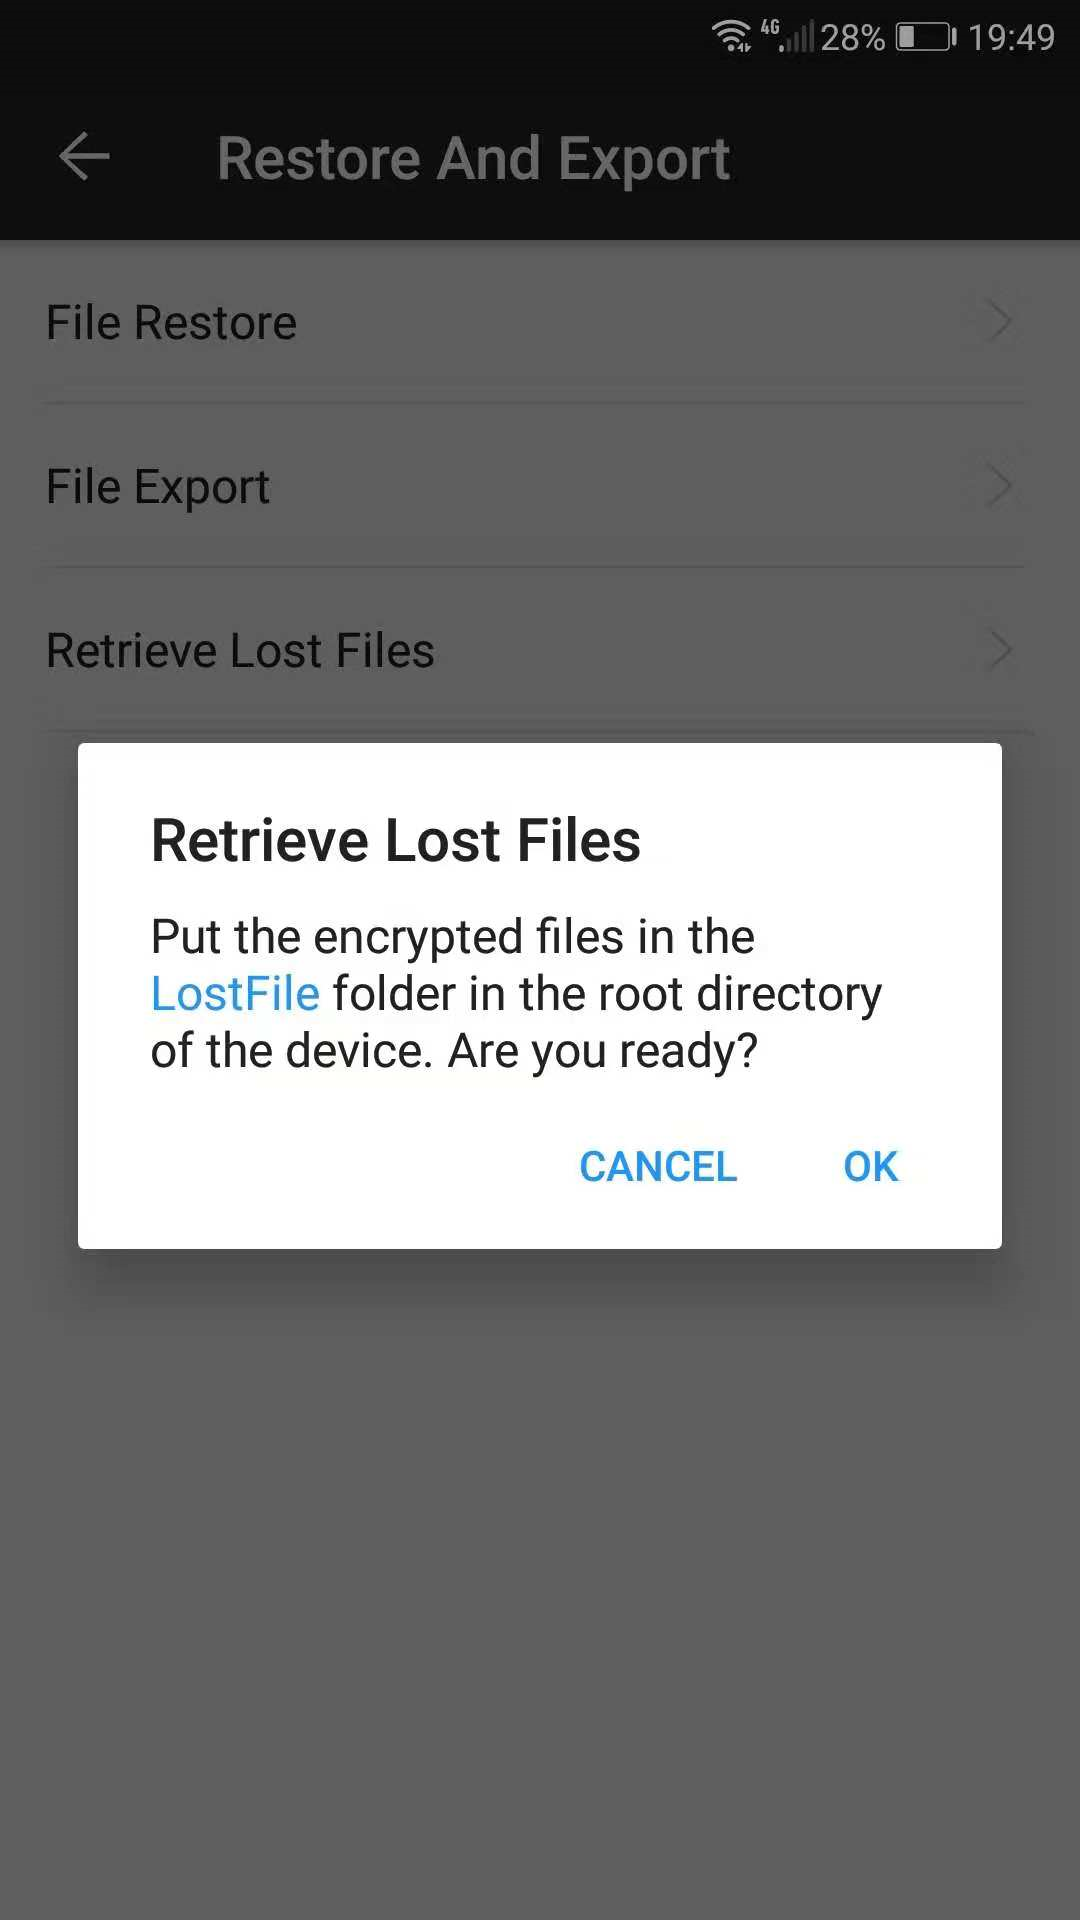 4G 28% 19:49
Restore And Export
File Restore
File Export
Retrieve Lost Files
Retrieve Lost Files
Put the encrypted files in the
LostFile folder in the root directory
of the device. Are you ready?
CANCEL OK